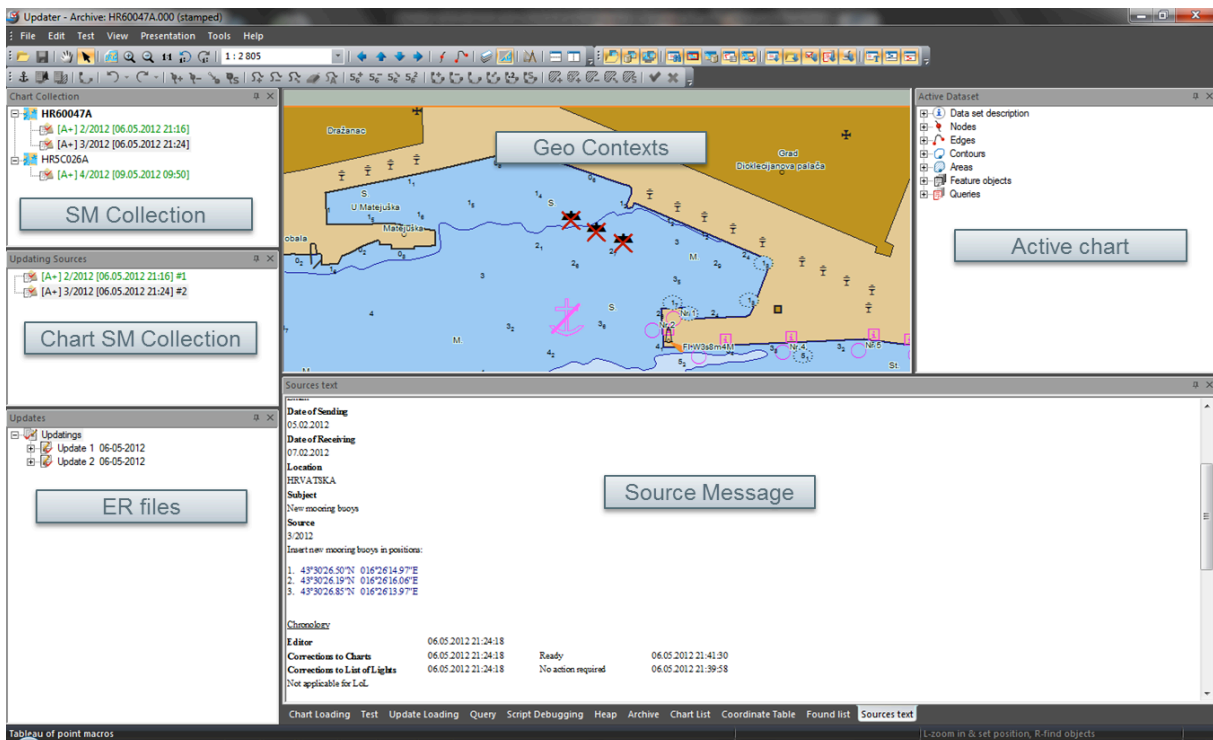 Updater - Archive: HR60047A.000 (stamped)
File Edit Test View Presentation Tools Help
1 : 2 805
Chart Collection
HR60047A
[A+] 2/2012 [06.05.2012 21:16]
[A+] 3/2012 [06.05.2012 21:24]
HR5C026A
[A+] 4/2012 [09.05.2012 09:50]
SM Collection
Updating Sources
[A+] 2/2012 [06.05.2012 21:16] #1
[A+] 3/2012 [06.05.2012 21:24] #2
Chart SM Collection
Updates
Updatings
Update 1 06-05-2012
Update 2 06-05-2012
ER files
Geo Contexts
Dražanac
Grad
Dioklecijanova palača
U Matejuška
Matejuška
obala
S
S.
M.
S.
M.
M
Nr.1
Nr.2
Fl+W3s8m4M
Nr.4
Nr.5
St
Active Dataset
Data set description
Nodes
Edges
Contours
Areas
Feature objects
Queries
Active chart
Sources text
Date of Sending
05.02.2012
Date of Receiving
07.02.2012
Location
HRVATSKA
Subject
New mooring buoys
Source
3/2012
Insert new mooring buoys in positions:
1. 43°30'26.50"N 016°26'14.97"E
2. 43°30'26.19"N 016°26'16.06"E
3. 43°30'26.85"N 016°26'13.97"E
Chronology
Editor 06.05.2012 21:24:18
Corrections to Charts 06.05.2012 21:24:18 Ready 06.05.2012 21:41:30
Corrections to List of Lights 06.05.2012 21:24:18 No action required 06.05.2012 21:39:58
Not applicable for LoL
Source Message
Chart Loading Test Update Loading Query Script Debugging Heap Archive Chart List Coordinate Table Found list Sources text
Tableau of point macros
L-zoom in & set position, R-find objects